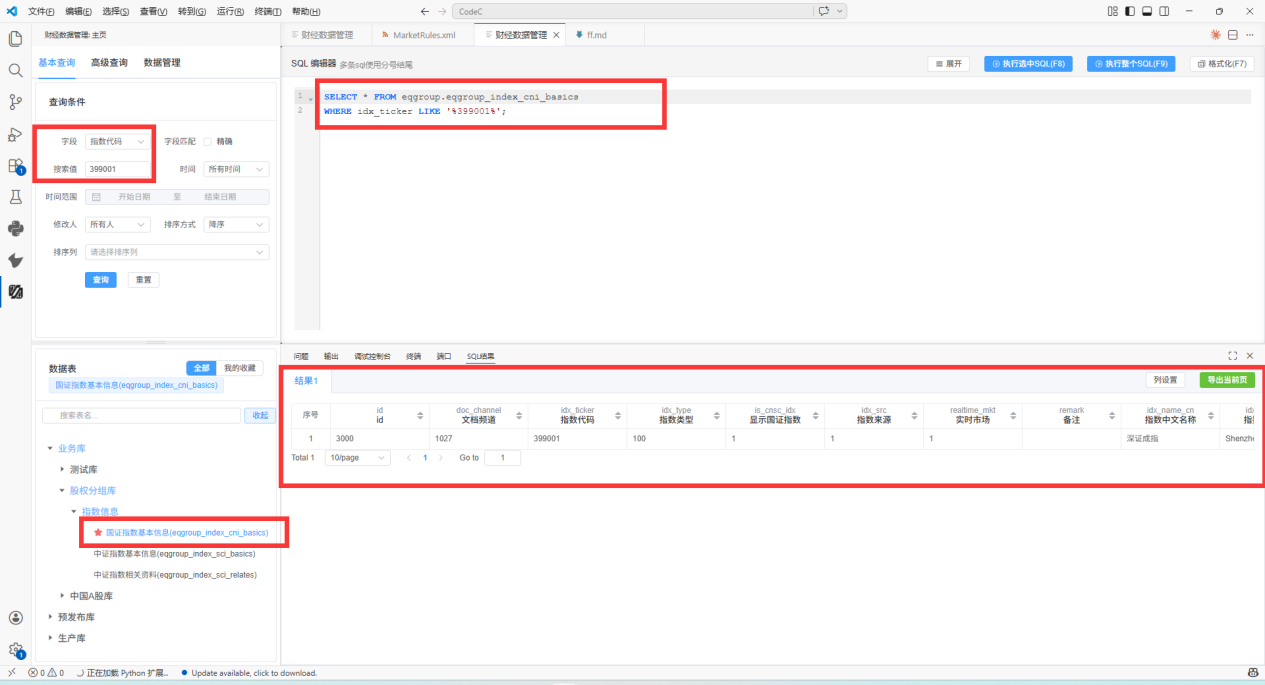 文件(F) 编辑(E) 选择(S) 查看(V) 转到(G) 运行(R) 终端(T) 帮助(H)
CodeC
财经数据管理: 主页
基本查询 高级查询 数据管理
查询条件
字段 指数代码 字段匹配 精确
搜索值 399001 时间 所有时间
时间范围 开始日期 至 结束日期
修改人 所有人 排序方式 降序
排序列 请选择排序列
查询 重置
数据表 全部 我的收藏
国证指数基本信息(eqgroup_index_cni_basics)
搜索表名... 收起
业务库
测试库
股权分组库
指数信息
国证指数基本信息(eqgroup_index_cni_basics)
中证指数基本信息(eqgroup_index_sci_basics)
中证指数相关资料(eqgroup_index_sci_relates)
中国A股库
预发布库
生产库
财经数据管理 MarketRules.xml 财经数据管理 ff.md
SQL 编辑器 多条sql使用分号结尾 展开 执行选中SQL(F8) 执行整个SQL(F9) 格式化(F7)
1 SELECT * FROM eqgroup.eqgroup_index_cni_basics
2 WHERE idx_ticker LIKE '%399001%';
问题 输出 调试控制台 终端 端口 SQL结果
结果1 列设置 导出当前页
序号 id doc_channel idx_ticker idx_type is_cnsc_idx idx_src realtime_mkt remark idx_name_cn
id 文档频道 指数代码 指数类型 显示国证指数 指数来源 实时市场 备注 指数中文名称
1 3000 1027 399001 100 1 1 1 深证成指 Shenzhe
Total 1 10/page 1 Go to 1
1
1
0 0 正在加载 Python 扩展... Update available, click to download.